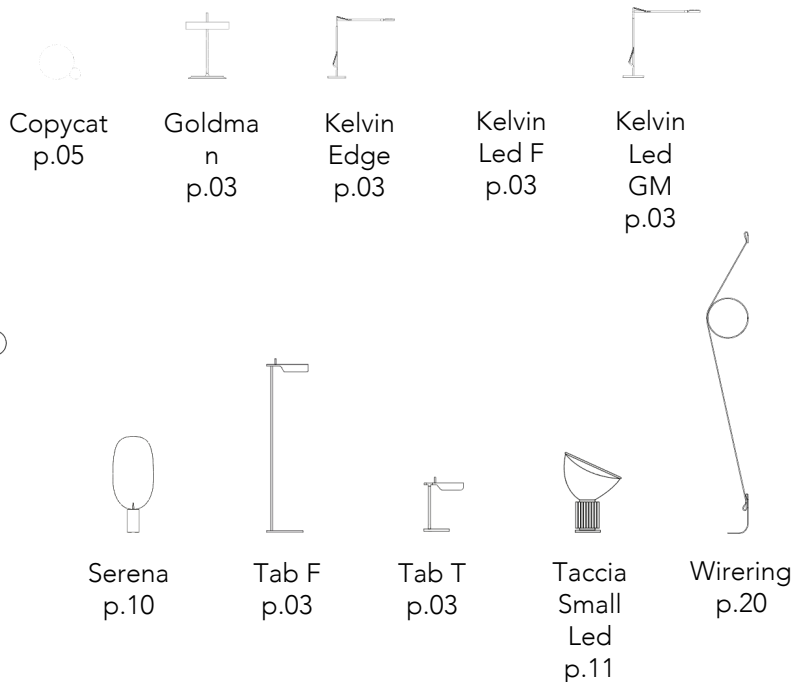 Copycat
p.05
Goldma
n
p.03
Kelvin
Edge
p.03
Kelvin
Led F
p.03
Kelvin
Led
GM
p.03
Serena
p.10
Tab F
p.03
Tab T
p.03
Taccia
Small
Led
p.11
Wirering
p.20